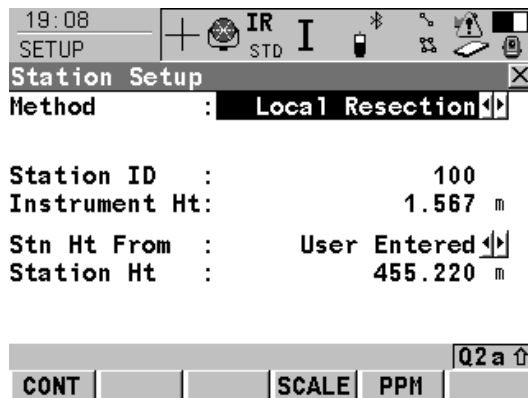 19:08 IR
SETUP STD I
Station Setup
Method : Local Resection
Station ID : 100
Instrument Ht: 1.567 m
Stn Ht From : User Entered
Station Ht : 455.220 m
Q2a
CONT SCALE PPM